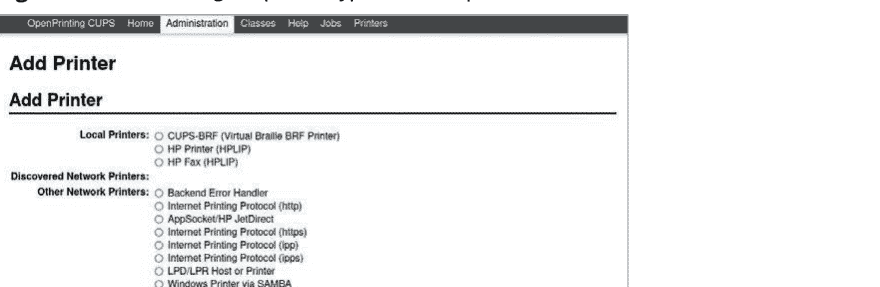 OpenPrinting CUPS Home Administration Classes Help Jobs Printers
Add Printer
Add Printer
Local Printers: CUPS-BRF (Virtual Braille BRF Printer)
HP Printer (HPLIP)
HP Fax (HPLIP)
Discovered Network Printers:
Other Network Printers: Backend Error Handler
Internet Printing Protocol (http)
AppSocket/HP JetDirect
Internet Printing Protocol (https)
Internet Printing Protocol (ipp)
Internet Printing Protocol (ipps)
LPD/LPR Host or Printer
Windows Printer via SAMBA